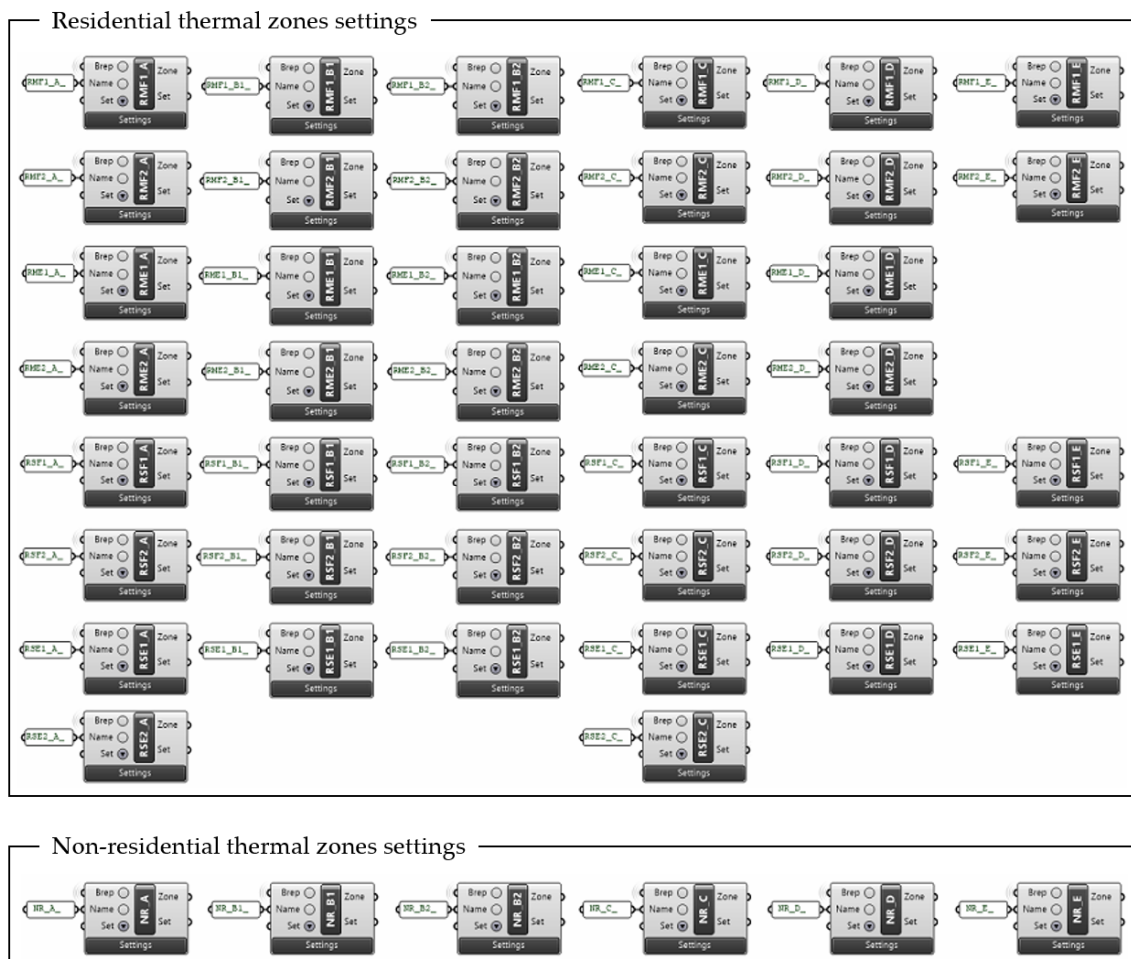 Residential thermal zones settings
Brep Zone Brep Zone Brep Zone Brep Zone Brep Zone Brep Zone
RMF1_A_ Name RMF1_A RMF1_B1_ Name RMF1_B1 RMF1_B2_ Name RMF1_B2 RMF1_C_ Name RMF1_C RMF1_D_ Name RMF1_D RMF1_E_ Name RMF1_E
Set Set Set Set Set Set Set Set Set Set Set Set
Settings Settings Settings Settings Settings Settings
Brep Zone Brep Zone Brep Zone Brep Zone Brep Zone Brep Zone
RMF2_A_ Name RMF2_A RMF2_B1_ Name RMF2_B1 RMF2_B2_ Name RMF2_B2 RMF2_C_ Name RMF2_C RMF2_D_ Name RMF2_D RMF2_E_ Name RMF2_E
Set Set Set Set Set Set Set Set Set Set Set Set
Settings Settings Settings Settings Settings Settings
Brep Zone Brep Zone Brep Zone Brep Zone Brep Zone
RME1_A_ Name RME1_A RME1_B1_ Name RME1_B1 RME1_B2_ Name RME1_B2 RME1_C_ Name RME1_C RME1_D_ Name RME1_D
Set Set Set Set Set Set Set Set Set Set
Settings Settings Settings Settings Settings
Brep Zone Brep Zone Brep Zone Brep Zone Brep Zone
RME2_A_ Name RME2_A RME2_B1_ Name RME2_B1 RME2_B2_ Name RME2_B2 RME2_C_ Name RME2_C RME2_D_ Name RME2_D
Set Set Set Set Set Set Set Set Set Set
Settings Settings Settings Settings Settings
Brep Zone Brep Zone Brep Zone Brep Zone Brep Zone Brep Zone
RSF1_A_ Name RSF1_A RSF1_B1_ Name RSF1_B1 RSF1_B2_ Name RSF1_B2 RSF1_C_ Name RSF1_C RSF1_D_ Name RSF1_D RSF1_E_ Name RSF1_E
Set Set Set Set Set Set Set Set Set Set Set Set
Settings Settings Settings Settings Settings Settings
Brep Zone Brep Zone Brep Zone Brep Zone Brep Zone Brep Zone
RSF2_A_ Name RSF2_A RSF2_B1_ Name RSF2_B1 RSF2_B2_ Name RSF2_B2 RSF2_C_ Name RSF2_C RSF2_D_ Name RSF2_D RSF2_E_ Name RSF2_E
Set Set Set Set Set Set Set Set Set Set Set Set
Settings Settings Settings Settings Settings Settings
Brep Zone Brep Zone Brep Zone Brep Zone Brep Zone Brep Zone
RSE1_A_ Name RSE1_A RSE1_B1_ Name RSE1_B1 RSE1_B2_ Name RSE1_B2 RSE1_C_ Name RSE1_C RSE1_D_ Name RSE1_D RSE1_E_ Name RSE1_E
Set Set Set Set Set Set Set Set Set Set Set Set
Settings Settings Settings Settings Settings Settings
Brep Zone Brep Zone
RSE2_A_ Name RSE2_A RSE2_C_ Name RSE2_C
Set Set Set Set
Settings Settings
Non-residential thermal zones settings
Brep Zone Brep Zone Brep Zone Brep Zone Brep Zone Brep Zone
NR_A_ Name NR_A NR_B1_ Name NR_B1 NR_B2_ Name NR_B2 NR_C_ Name NR_C NR_D_ Name NR_D NR_E_ Name NR_E
Set Set Set Set Set Set Set Set Set Set Set Set
Settings Settings Settings Settings Settings Settings